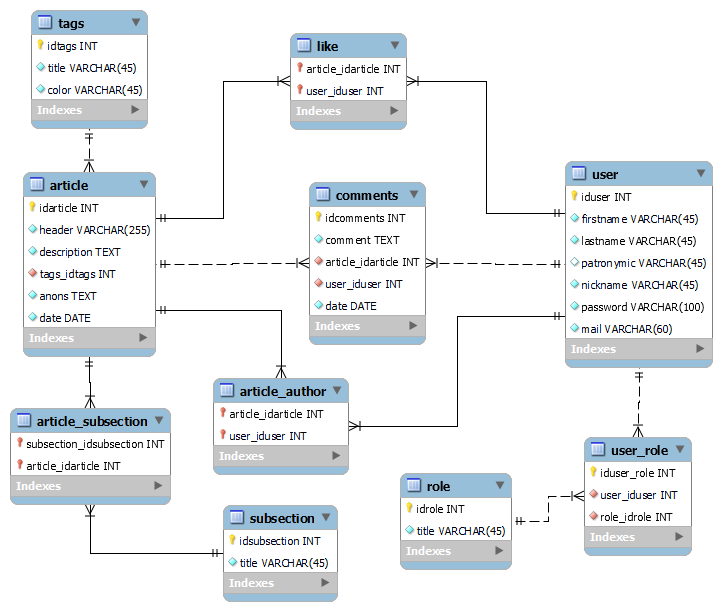 tags
idtags INT
title VARCHAR(45)
color VARCHAR(45)
Indexes
like
article_idarticle INT
user_iduser INT
Indexes
article
idarticle INT
header VARCHAR(255)
description TEXT
tags_idtags INT
anons TEXT
date DATE
Indexes
comments
idcomments INT
comment TEXT
article_idarticle INT
user_iduser INT
date DATE
Indexes
user
iduser INT
firstname VARCHAR(45)
lastname VARCHAR(45)
patronymic VARCHAR(45)
nickname VARCHAR(45)
password VARCHAR(100)
mail VARCHAR(60)
Indexes
article_subsection
subsection_idsubsection INT
article_idarticle INT
Indexes
article_author
article_idarticle INT
user_iduser INT
Indexes
subsection
idsubsection INT
title VARCHAR(45)
Indexes
role
idrole INT
title VARCHAR(45)
Indexes
user_role
iduser_role INT
user_iduser INT
role_idrole INT
Indexes